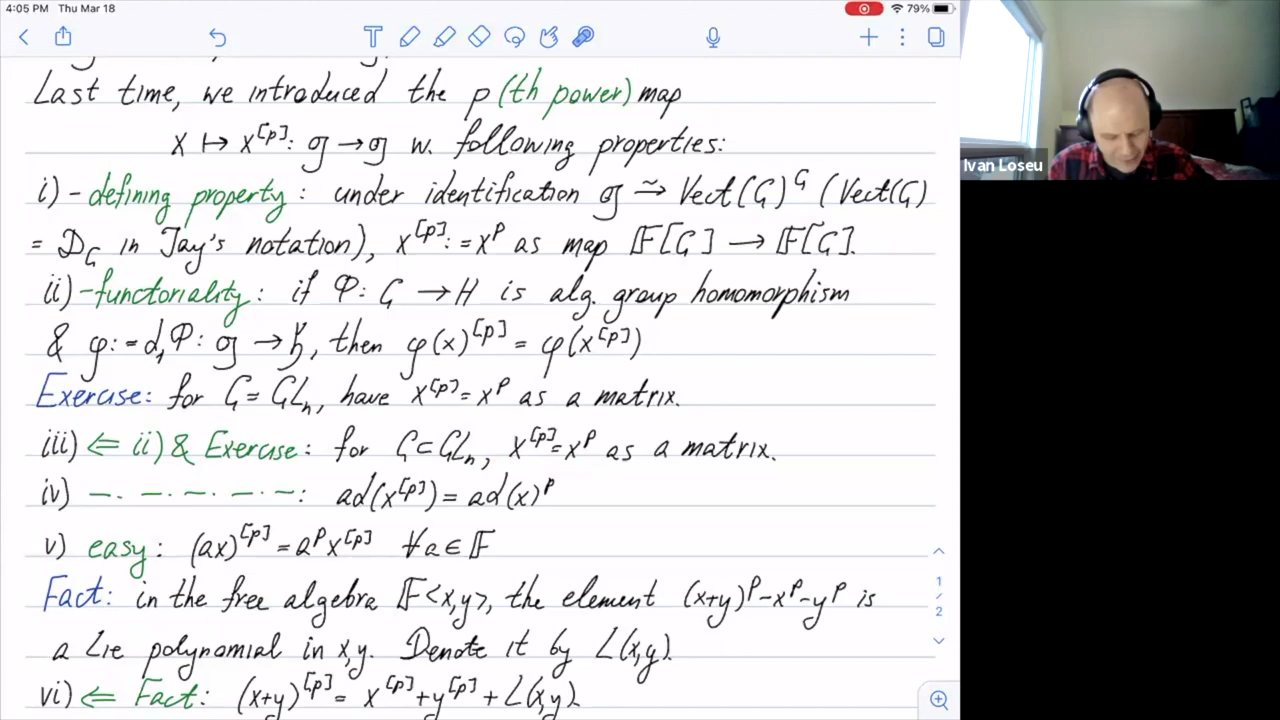 4:05 PM Thu Mar 18
79%
Last time, we introduced the p(th power) map
x ↦ x^[p]: 𝔤 → 𝔤 w. following properties:
i) - defining property: under identification 𝔤 ⥲ Vect(G)^G (Vect(G)
= D_G in Jay's notation), x^[p] := x^p as map 𝔽[G] → 𝔽[G].
ii) - functoriality: if Φ: G → H is alg. group homomorphism
& φ := d₁Φ: 𝔤 → 𝔥, then φ(x)^[p] = φ(x^[p])
Exercise: for G = GL_n, have x^[p] = x^p as a matrix.
iii) ⇐ ii) & Exercise: for G ⊂ GL_n, x^[p] = x^p as a matrix.
iv) —.—.—.—.—: ad(x^[p]) = ad(x)^p
v) easy: (ax)^[p] = a^p x^[p] ∀ a ∈ 𝔽
Fact: in the free algebra 𝔽<x,y>, the element (x+y)^p - x^p - y^p is
a Lie polynomial in x,y. Denote it by L(x,y).
vi) ⇐ Fact: (x+y)^[p] = x^[p] + y^[p] + L(x,y).
1/2
Ivan Loseu